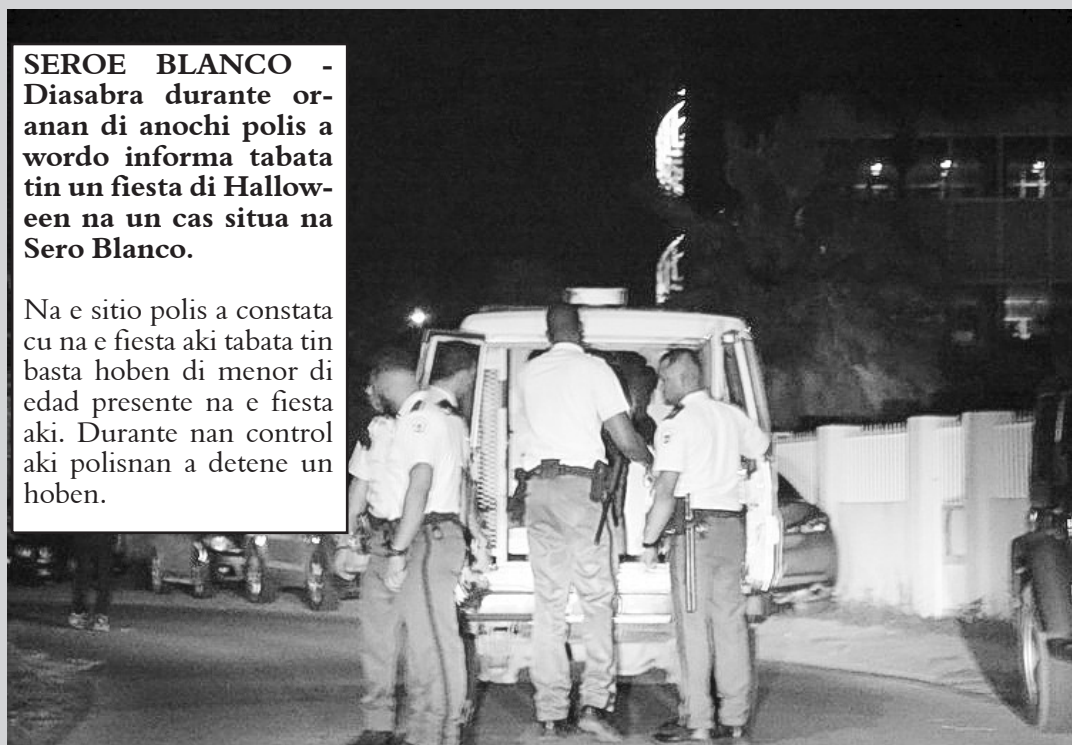 SEROE BLANCO -
Diasabra durante or-
anan di anochi polis a
wordo informa tabata
tin un fiesta di Hallow-
een na un cas situa na
Sero Blanco.
Na e sitio polis a constata
cu na e fiesta aki tabata tin
basta hoben di menor di
edad presente na e fiesta
aki. Durante nan control
aki polisnan a detene un
hoben.